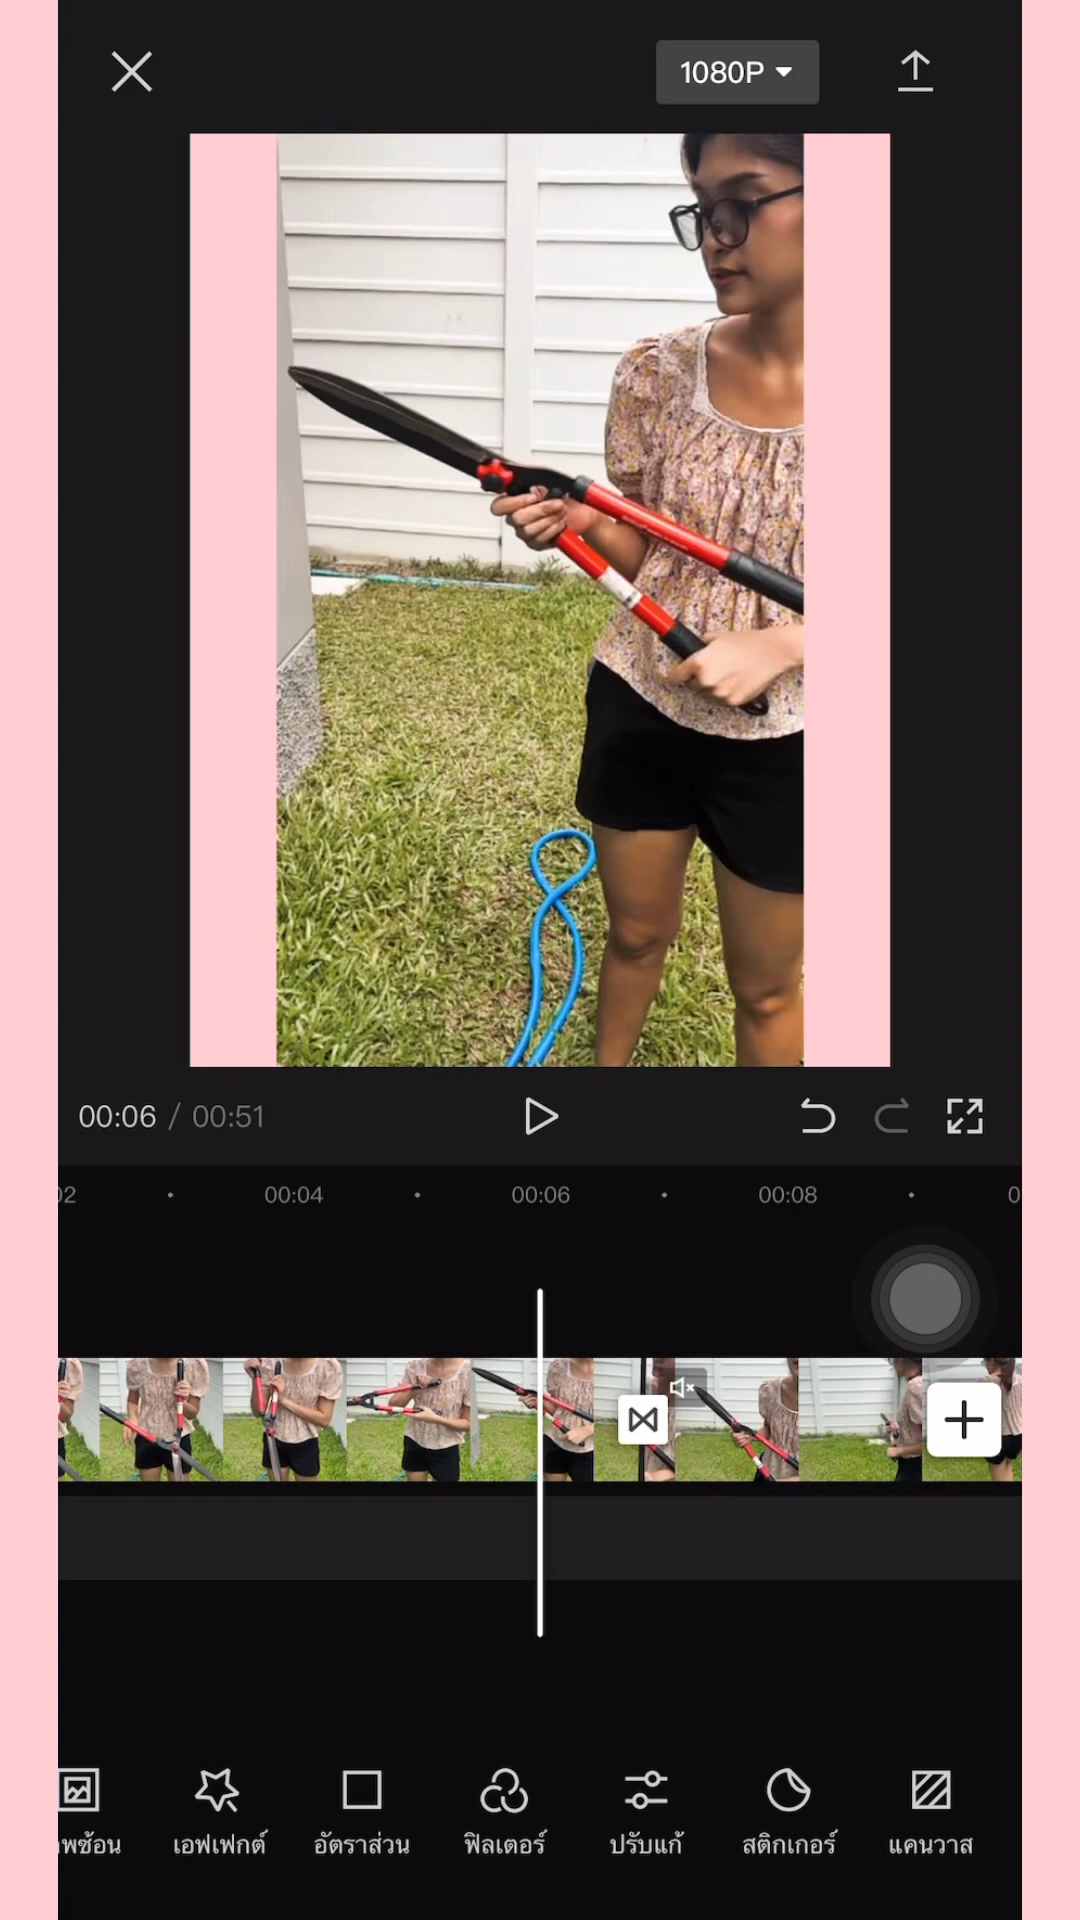 1080P
00:06 / 00:51
02 00:04 00:06 00:08 0
พซ้อน เอฟเฟกต์ อัตราส่วน ฟิลเตอร์ ปรับแก้ สติกเกอร์ แคนวาส